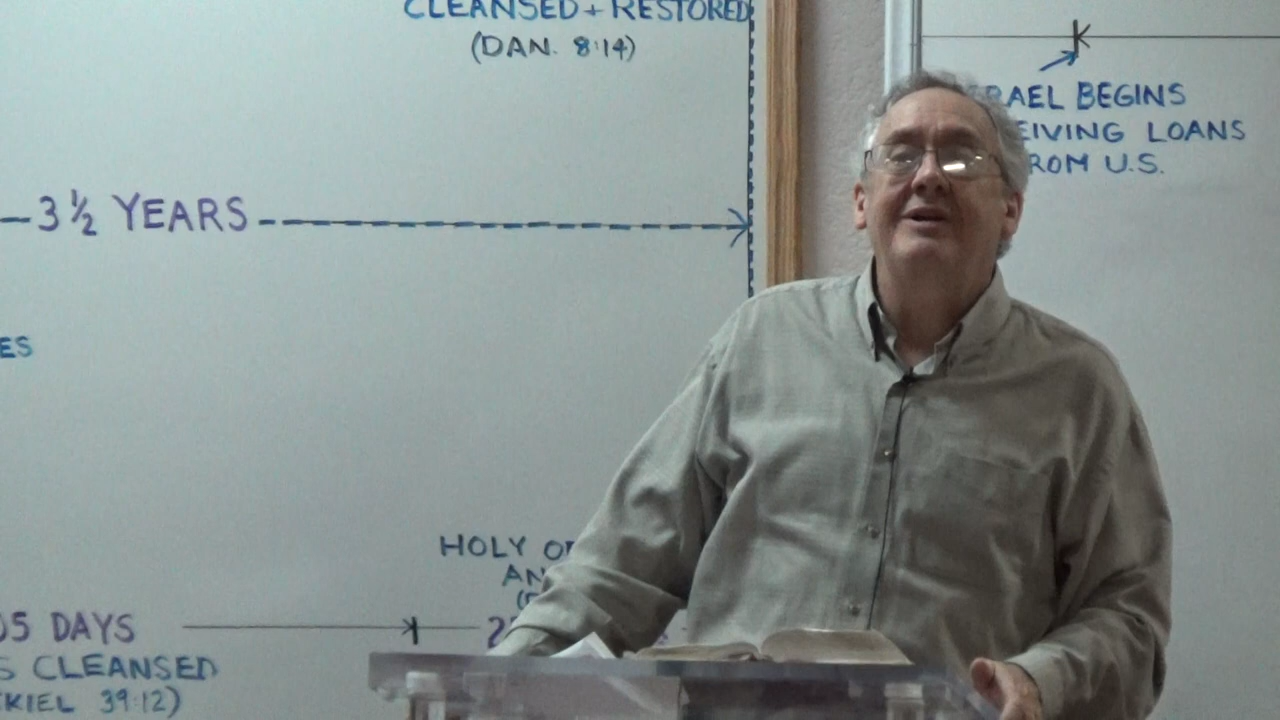 CLEANSED + RESTORED
(DAN. 8:14)
3 ½ YEARS
ES
HOLY
AN
05 DAYS
S CLEANSED
KIEL 39:12)
RAEL BEGINS
EIVING LOANS
ROM U.S.